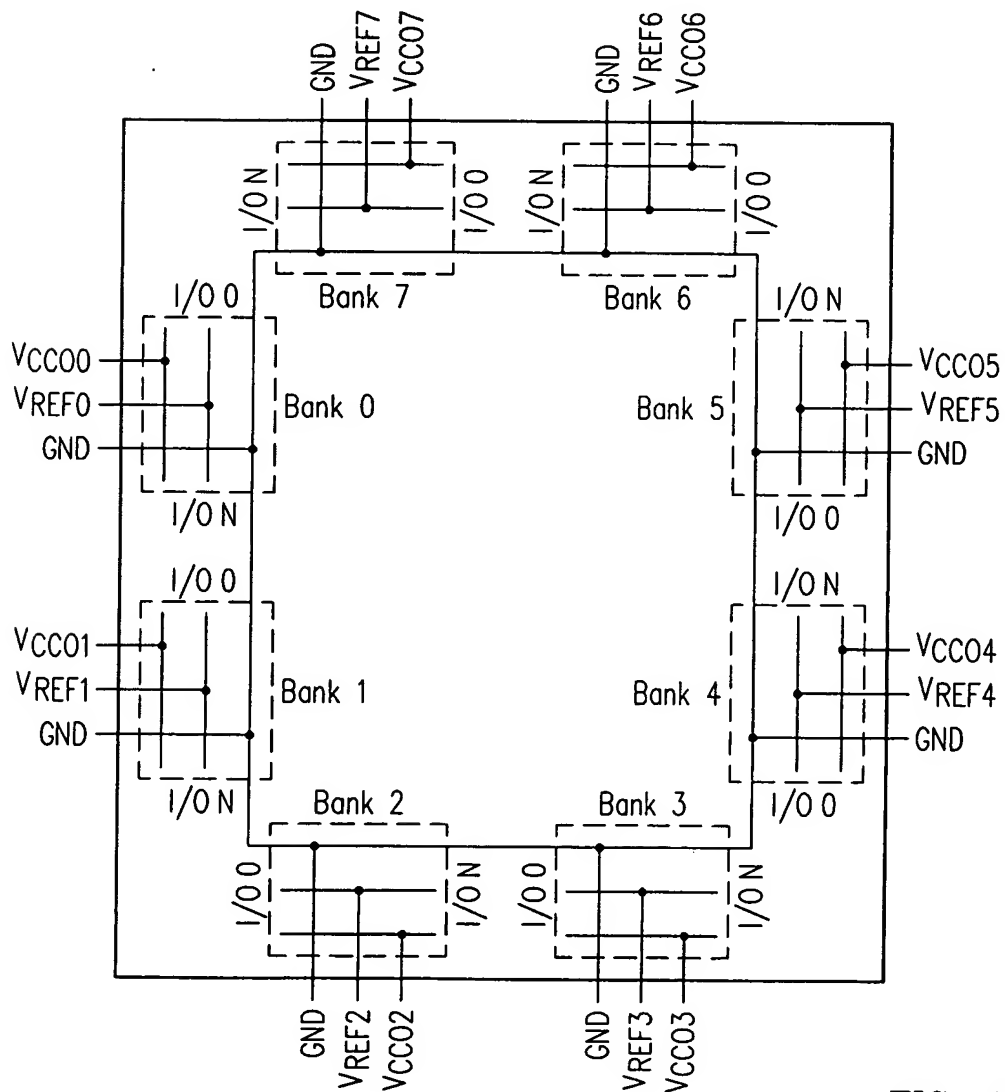 GND
VREF7
VCCO7
GND
VREF6
VCCO6
I/O N
I/O 0
I/O N
I/O 0
Bank 7
Bank 6
I/O 0
I/O N
VCCO0
VREF0
GND
Bank 0
Bank 5
VCCO5
VREF5
GND
I/O N
I/O 0
I/O 0
I/O N
VCCO1
VREF1
GND
Bank 1
Bank 4
VCCO4
VREF4
GND
I/O N
I/O 0
Bank 2
Bank 3
I/O 0
I/O N
I/O 0
I/O N
GND
VREF2
VCCO2
GND
VREF3
VCCO3